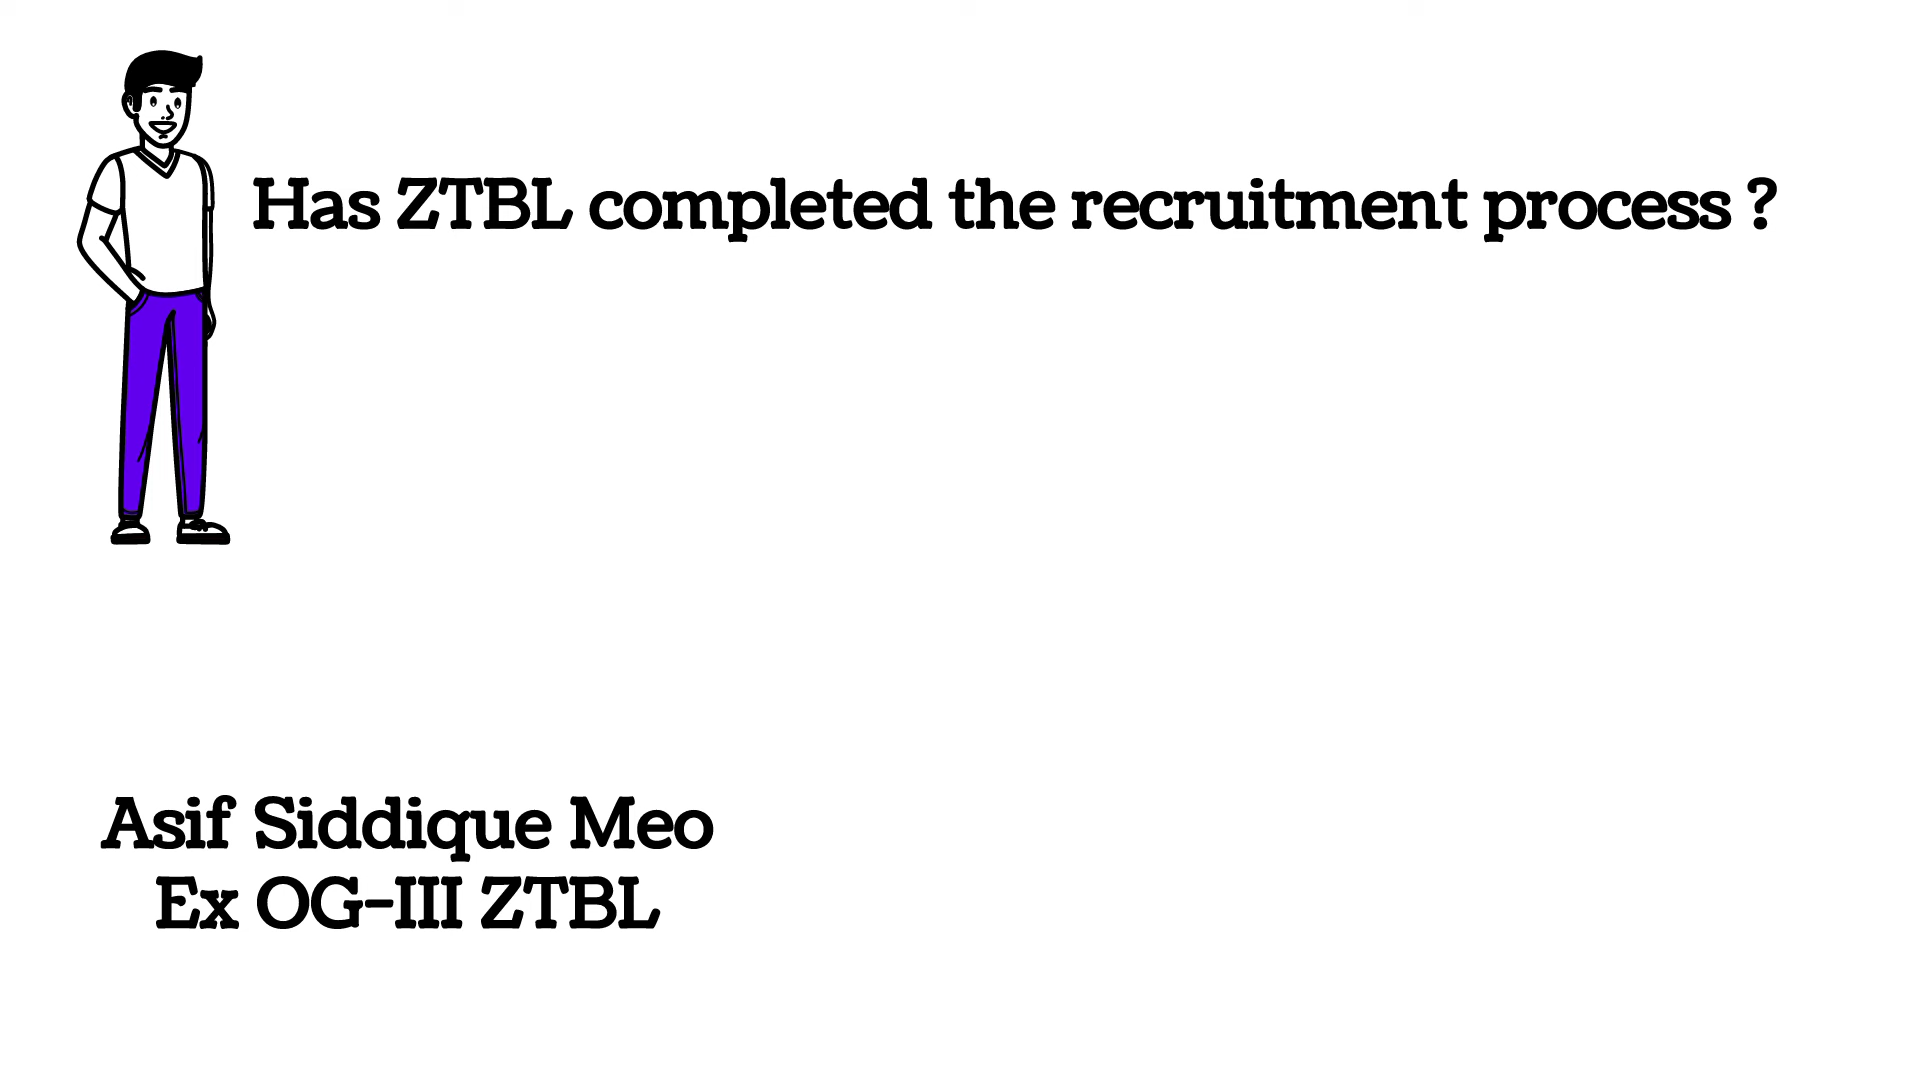 Has ZTBL completed the recruitment process ?
Asif Siddique Meo
Ex OG-III ZTBL